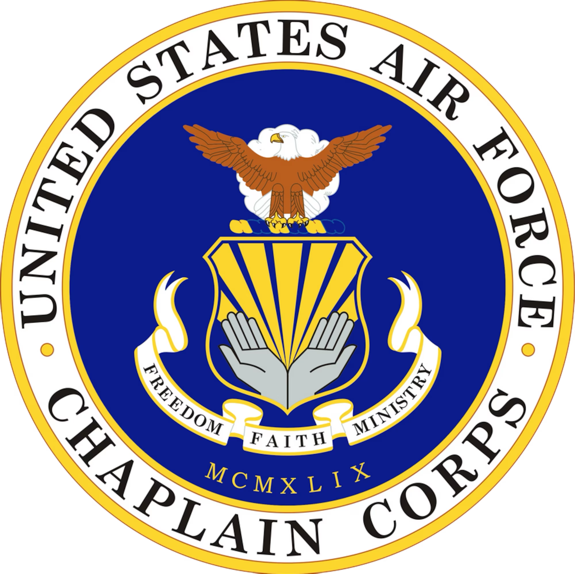 UNITED STATES AIR FORCE
FREEDOM FAITH MINISTRY
MCMXLIX
CHAPLAIN CORPS